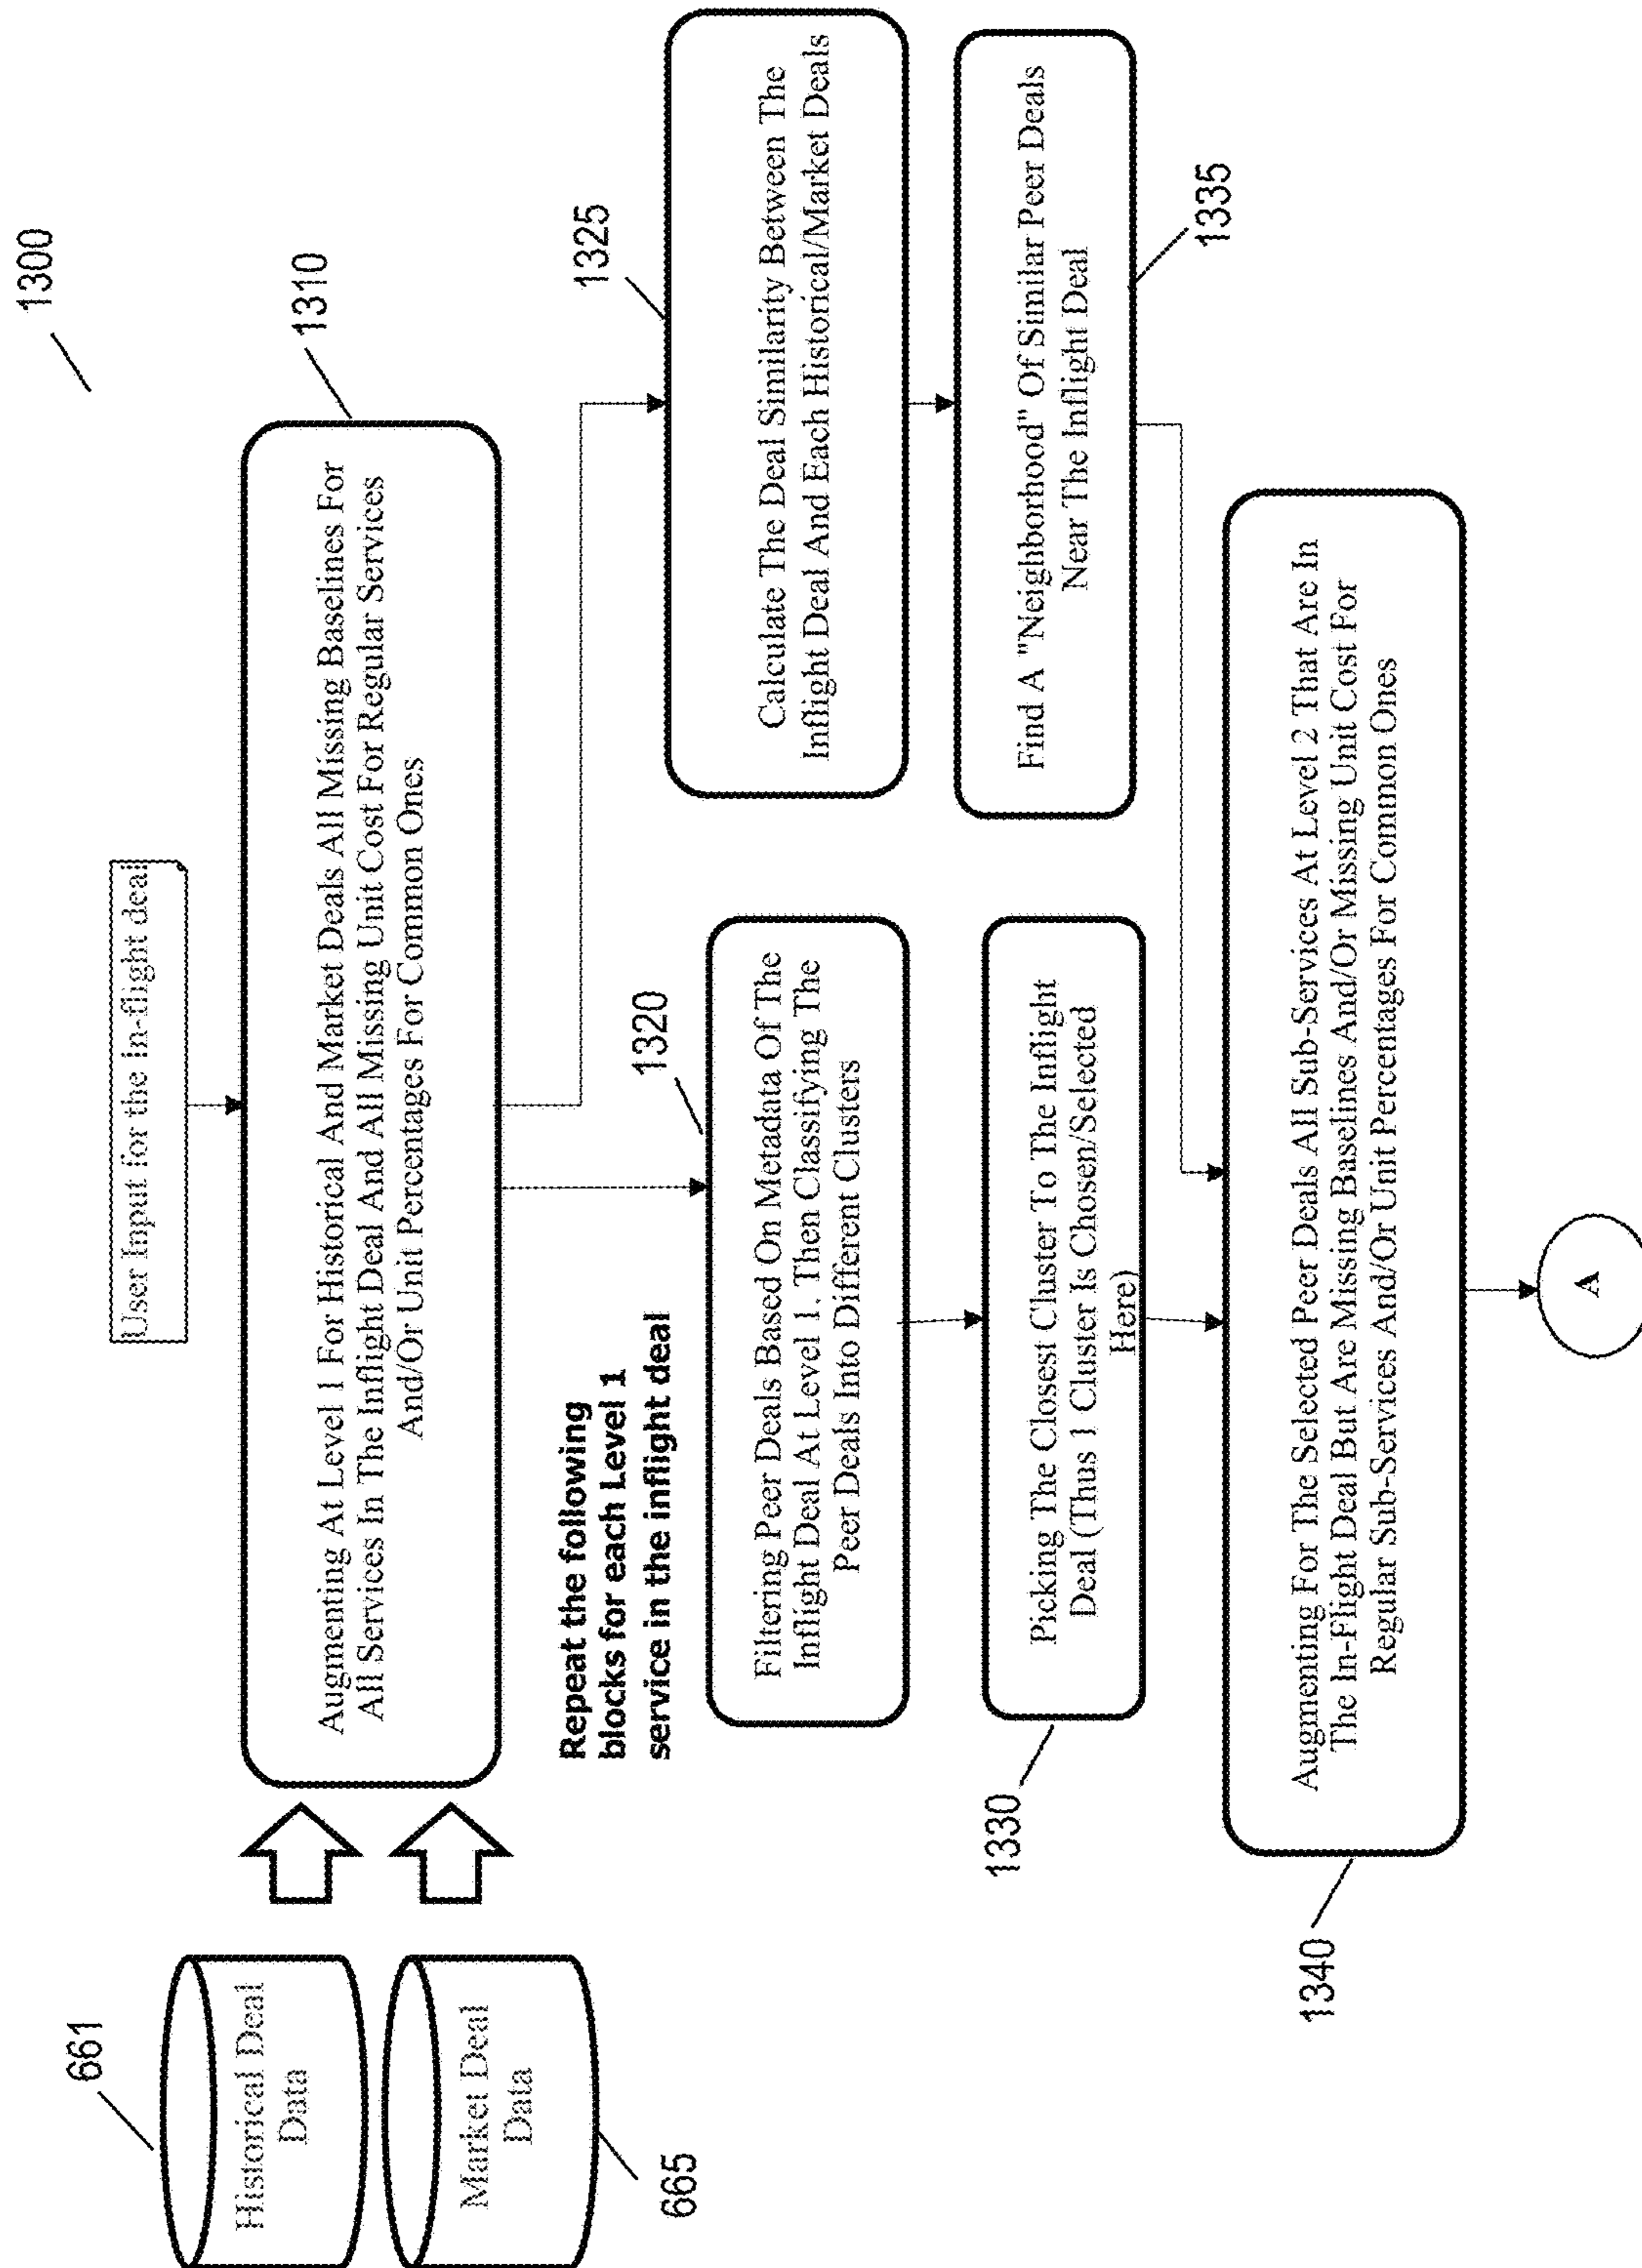 1300
User Input for the in-flight deal
661
Historical Deal
Data
Market Deal
Data
665
1310
Augmenting At Level 1 For Historical And Market Deals All Missing Baselines For
All Services In The Inflight Deal And All Missing Unit Cost For Regular Services
And/Or Unit Percentages For Common Ones
Repeat the following
blocks for each Level 1
service in the inflight deal
1320
Filtering Peer Deals Based On Metadata Of The
Inflight Deal At Level 1, Then Classifying The
Peer Deals Into Different Clusters
1325
Calculate The Deal Similarity Between The
Inflight Deal And Each Historical/Market Deals
1330
Picking The Closest Cluster To The Inflight
Deal (Thus 1 Cluster Is Chosen/Selected
Here)
Find A "Neighborhood" Of Similar Peer Deals
Near The Inflight Deal
1335
1340
Augmenting For The Selected Peer Deals All Sub-Services At Level 2 That Are In
The In-Flight Deal But Are Missing Baselines And/Or Missing Unit Cost For
Regular Sub-Services And/Or Unit Percentages For Common Ones
A